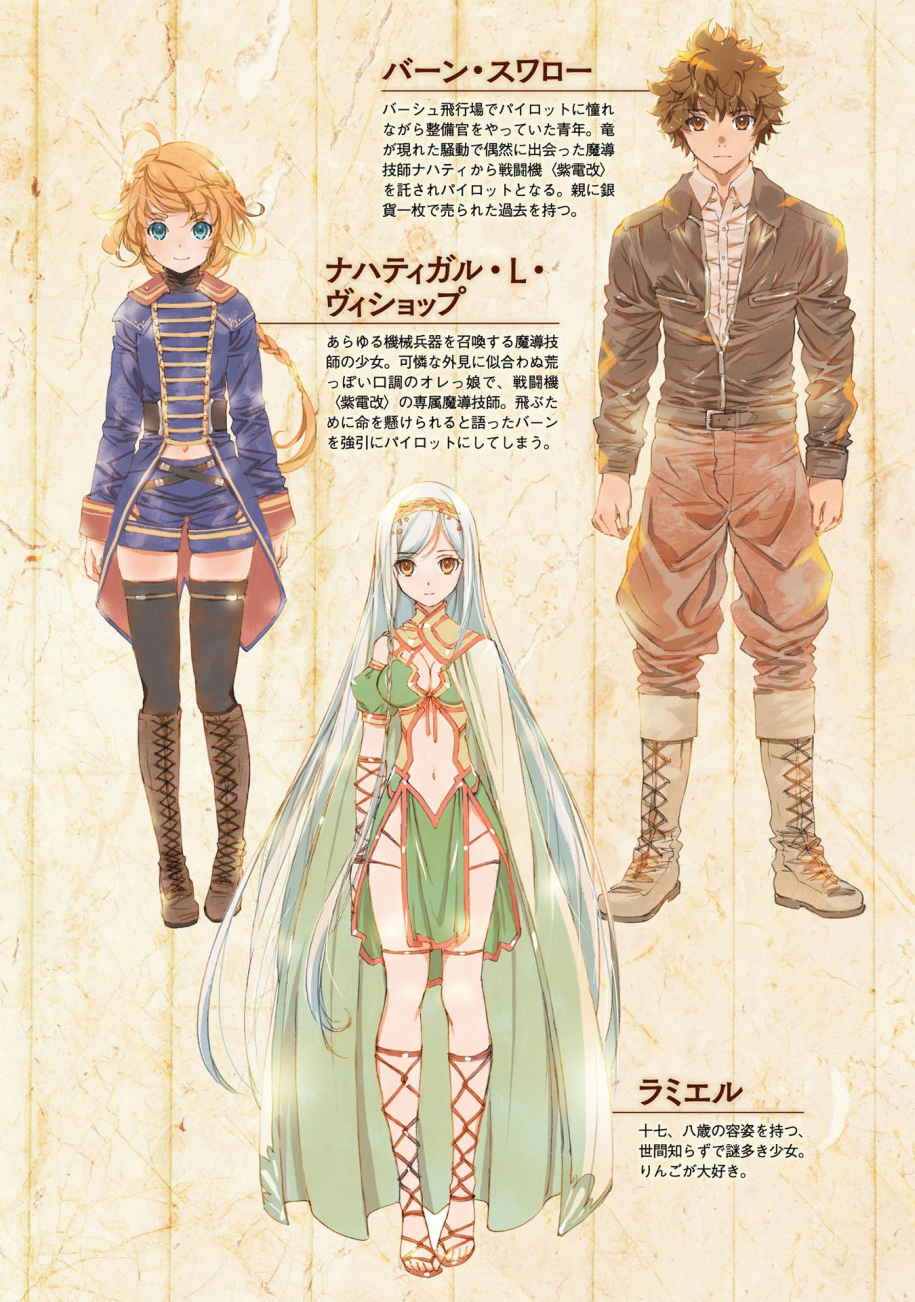 バーン・スワロー
バーシュ飛行場でパイロットに憧れ
ながら整備官をやっていた青年。竜
が現れた騒動で偶然に出会った魔導
技師ナハティから戦闘機〈紫電改〉
を託されパイロットとなる。親に銀
貨一枚で売られた過去を持つ。
ナハティガル・L・
ヴィショップ
あらゆる機械兵器を召喚する魔導技
師の少女。可憐な外見に似合わぬ荒
っぽい口調のオレっ娘で、戦闘機
〈紫電改〉の専属魔導技師。飛ぶた
めに命を懸けられると語ったバーン
を強引にパイロットにしてしまう。
ラミエル
十七、八歳の容姿を持つ、
世間知らずで謎多き少女。
りんごが大好き。